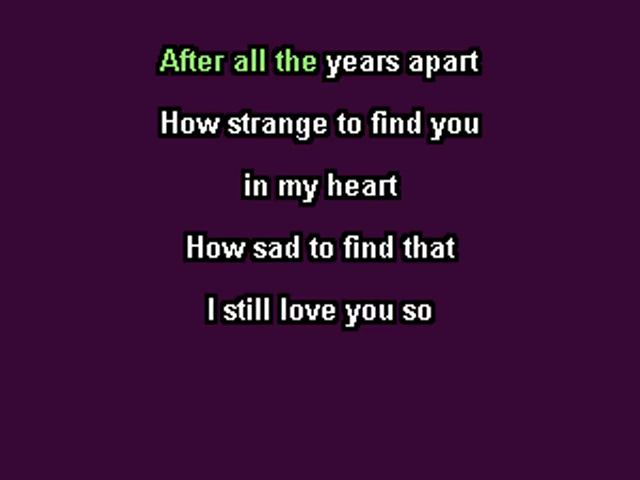 After all the years apart
How strange to find you
in my heart
How sad to find that
I still love you so